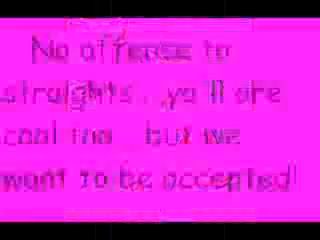 No offense to
straights.. ya'll are
cool too.. but we
want to be accepted!